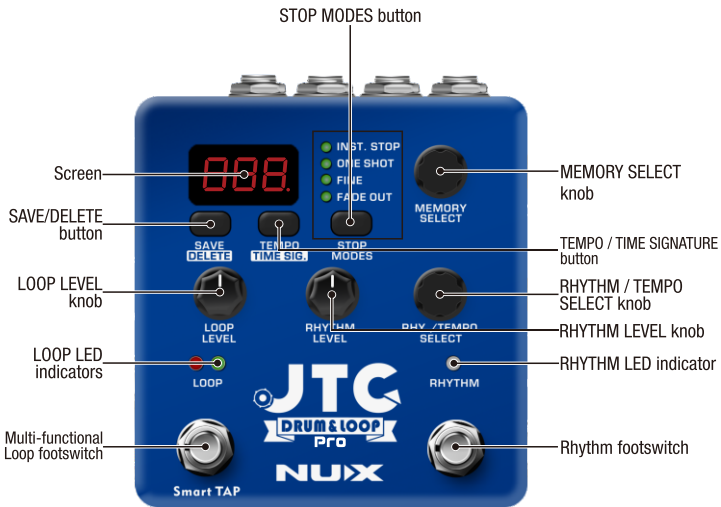 STOP MODES button
INST. STOP
ONE SHOT
FINE
FADE OUT
Screen
888.
MEMORY
SELECT
MEMORY SELECT
knob
SAVE/DELETE
button
SAVE
DELETE
TEMPO
TIME SIG.
STOP
MODES
TEMPO / TIME SIGNATURE
button
LOOP LEVEL
knob
RHYTHM / TEMPO
SELECT knob
LOOP
LEVEL
RHYTHM
LEVEL
RHY. /TEMPO
SELECT
RHYTHM LEVEL knob
LOOP LED
indicators
LOOP
RHYTHM
RHYTHM LED indicator
JTC
DRUM & LOOP
Pro
Multi-functional
Loop footswitch
Rhythm footswitch
Smart TAP
NUX